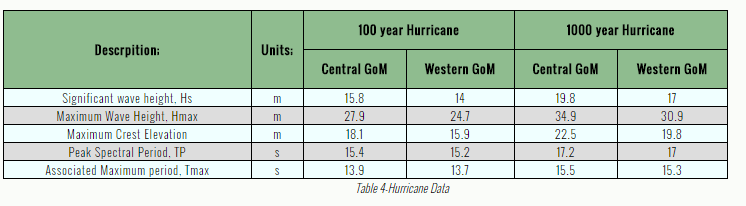 Descrpition: Units: 100 year Hurricane 1000 year Hurricane
Central GoM Western GoM Central GoM Western GoM
Significant wave height, Hs m 15.8 14 19.8 17
Maximum Wave Height, Hmax m 27.9 24.7 34.9 30.9
Maximum Crest Elevation m 18.1 15.9 22.5 19.8
Peak Spectral Period, TP s 15.4 15.2 17.2 17
Associated Maximum period, Tmax s 13.9 13.7 15.5 15.3
Table 4-Hurricane Data